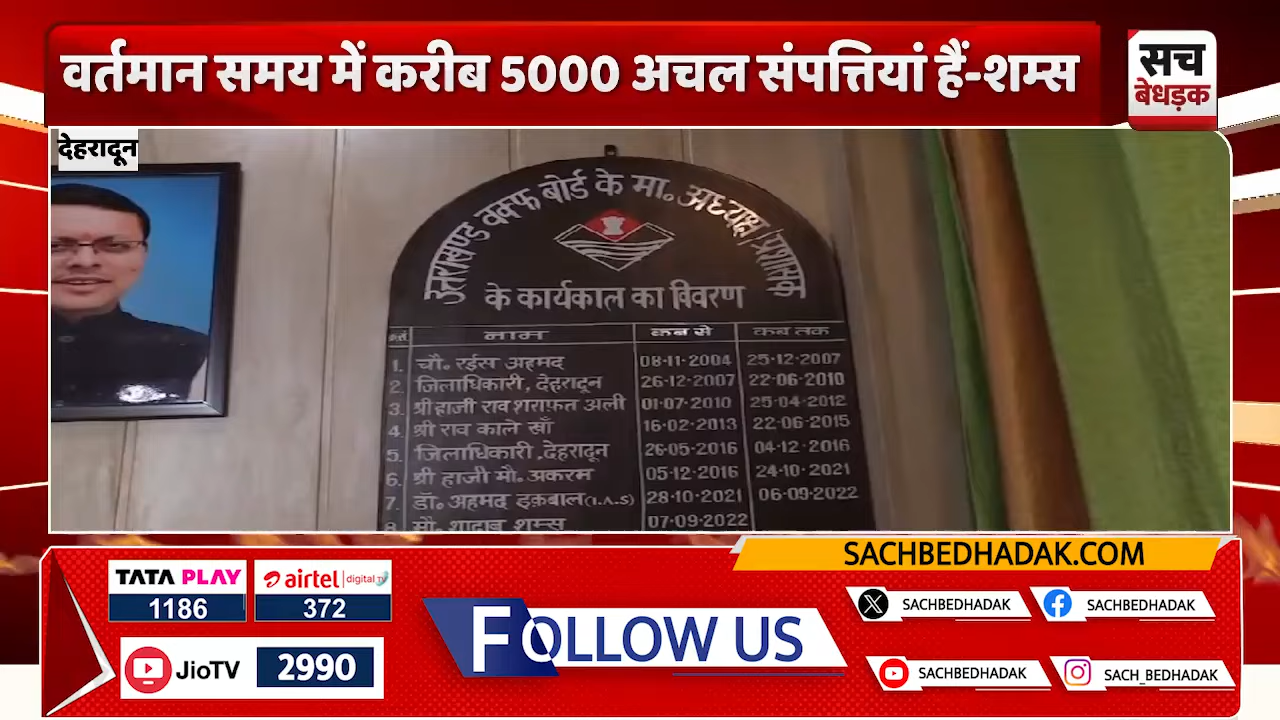 वर्तमान समय में करीब 5000 अचल संपत्तियां हैं-शम्स
सच
बेधड़क
देहरादून
उत्तराखण्ड वक्फ बोर्ड के मा॰ अध्यक्ष/प्रशासक
के कार्यकाल का विवरण
नाम कब से कब तक
1. चौ॰ रईस अहमद 08-11-2004 25-12-2007
2. जिलाधिकारी, देहरादून 26-12-2007 22-06-2010
3. श्री हाजी राव शराफ़त अली 01-07-2010 25-04-2012
4. श्री राव काले खाँ 16-02-2013 22-06-2015
5. जिलाधिकारी, देहरादून 26-05-2016 04-12-2016
6. श्री हाजी मौ॰ अकरम 05-12-2016 24-10-2021
7. डॉ॰ अहमद इक़बाल (I.A.S) 28-10-2021 06-09-2022
8. मौ॰ शादाब शम्स 07-09-2022
SACHBEDHADAK.COM
TATA PLAY
1186
airtel digital TV
372
JioTV 2990
FOLLOW US
SACHBEDHADAK
SACHBEDHADAK
SACHBEDHADAK
SACH_BEDHADAK